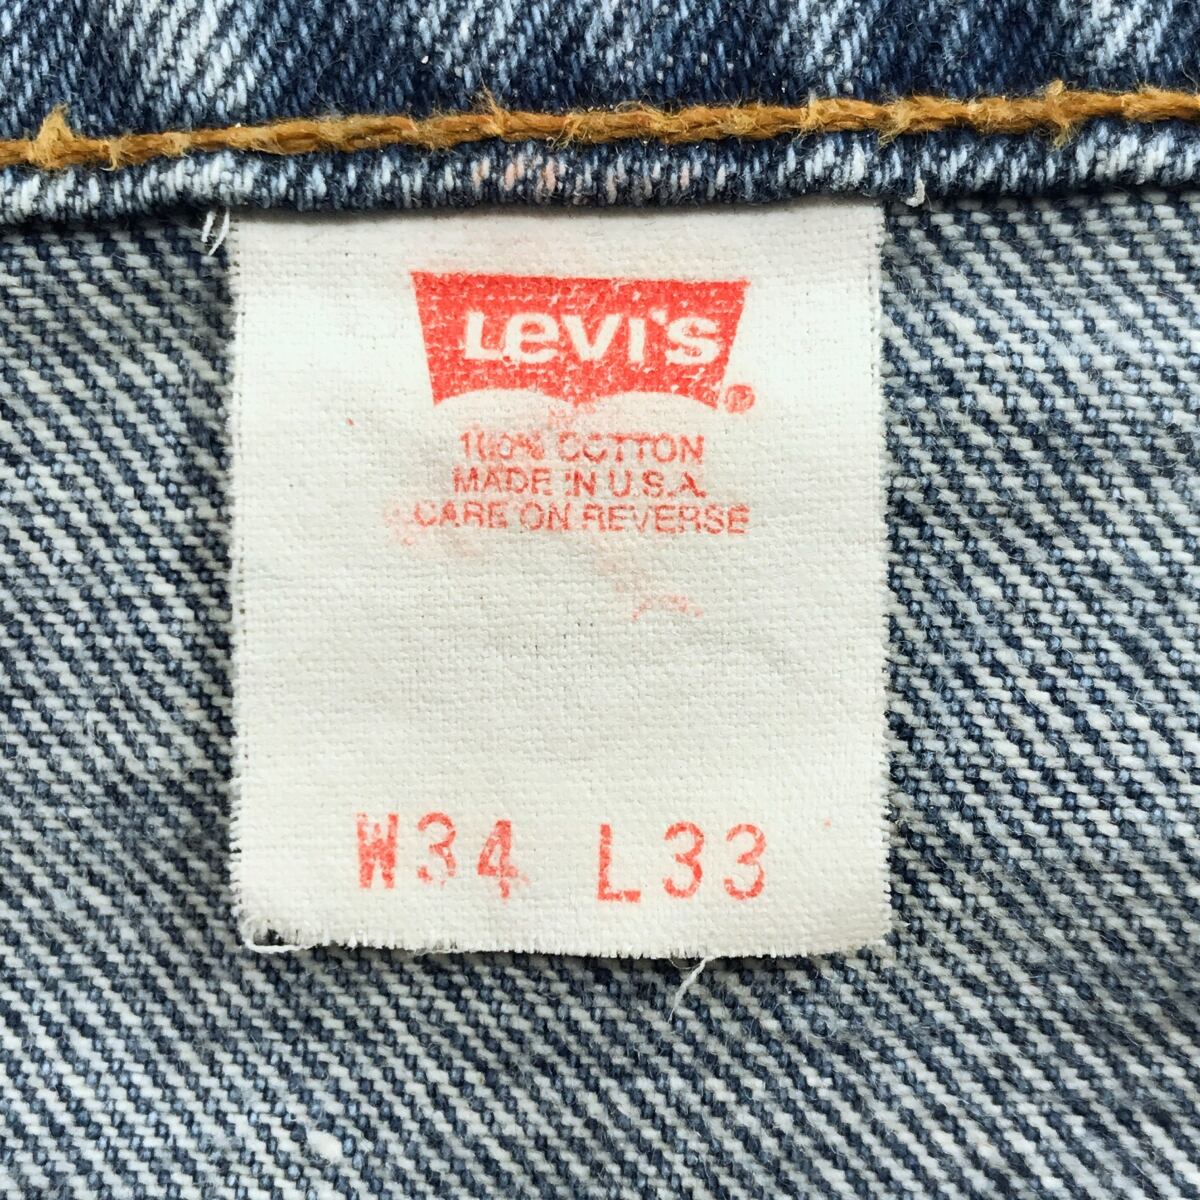 Levi's ®
100% COTTON
MADE IN U.S.A.
CARE ON REVERSE
W34 L33